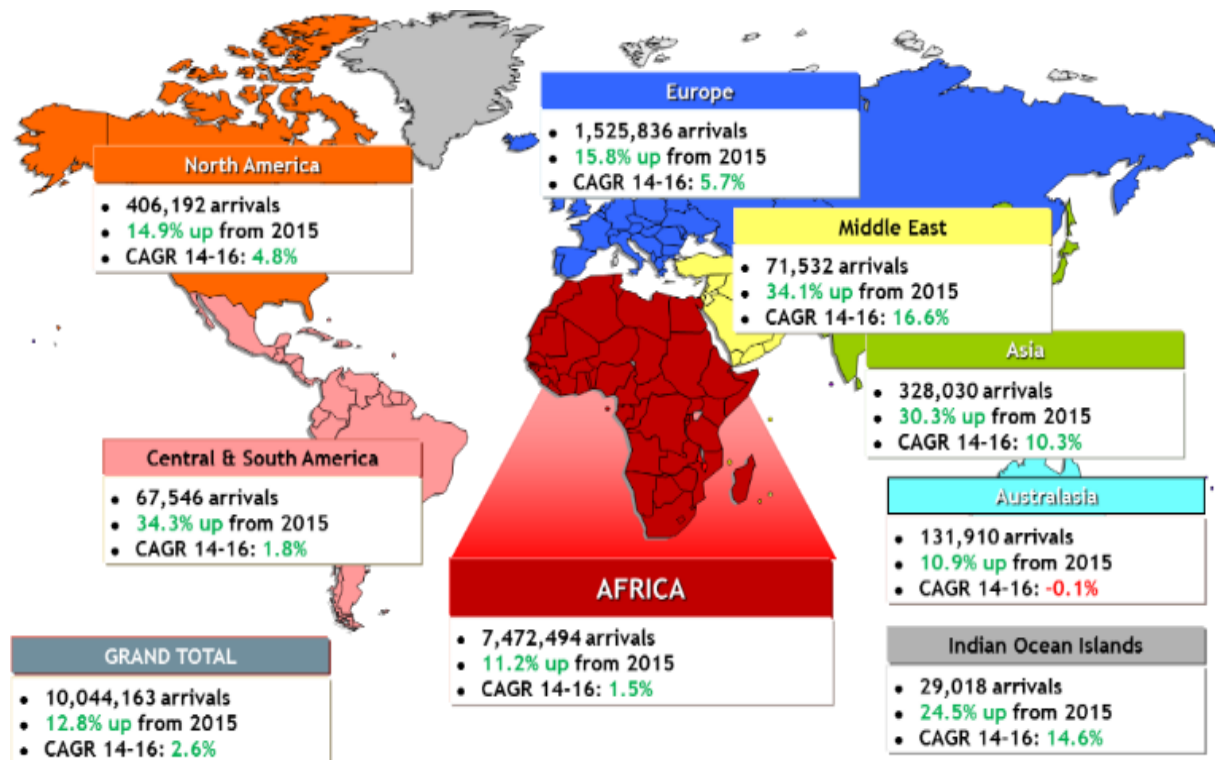 Europe
• 1,525,836 arrivals
• 15.8% up from 2015
• CAGR 14-16: 5.7%
North America
• 406,192 arrivals
• 14.9% up from 2015
• CAGR 14-16: 4.8%
Middle East
• 71,532 arrivals
• 34.1% up from 2015
• CAGR 14-16: 16.6%
Asia
• 328,030 arrivals
• 30.3% up from 2015
• CAGR 14-16: 10.3%
Central & South America
• 67,546 arrivals
• 34.3% up from 2015
• CAGR 14-16: 1.8%
Australasia
• 131,910 arrivals
• 10.9% up from 2015
• CAGR 14-16: -0.1%
AFRICA
• 7,472,494 arrivals
• 11.2% up from 2015
• CAGR 14-16: 1.5%
GRAND TOTAL
• 10,044,163 arrivals
• 12.8% up from 2015
• CAGR 14-16: 2.6%
Indian Ocean Islands
• 29,018 arrivals
• 24.5% up from 2015
• CAGR 14-16: 14.6%